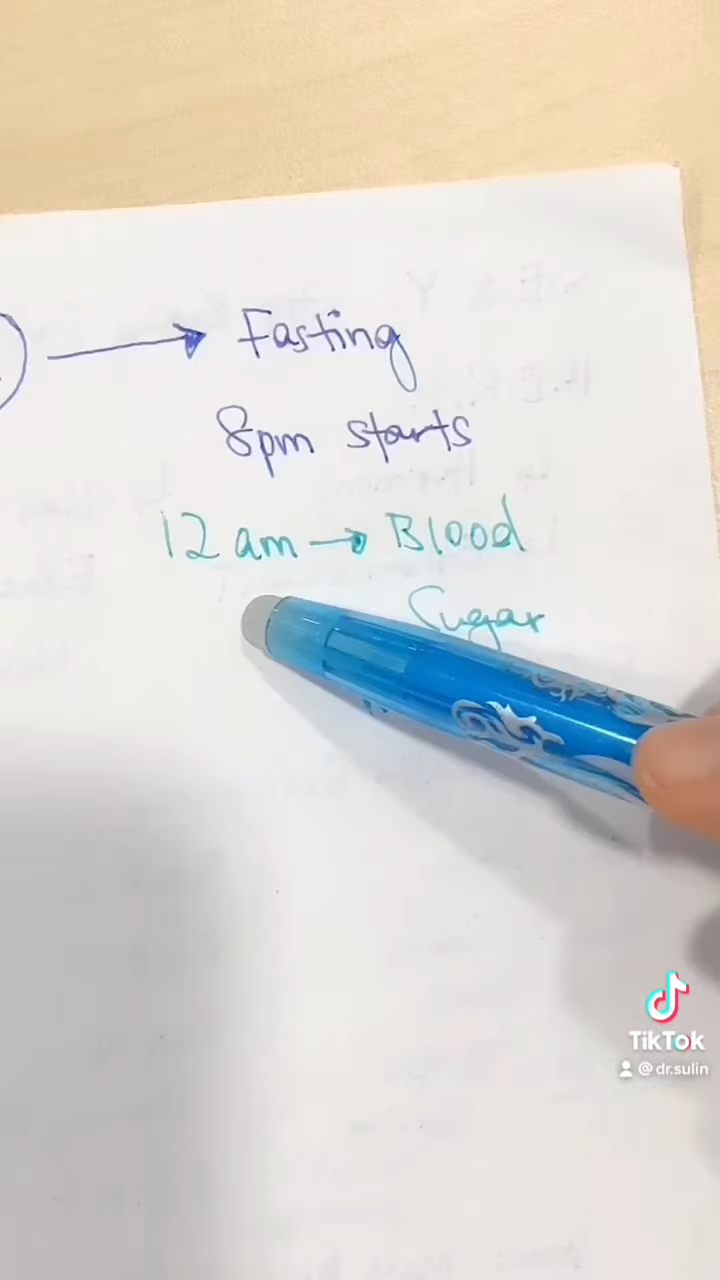 Fasting
8pm starts
12 am → Blood
Sugar
TikTok
@dr.sulin